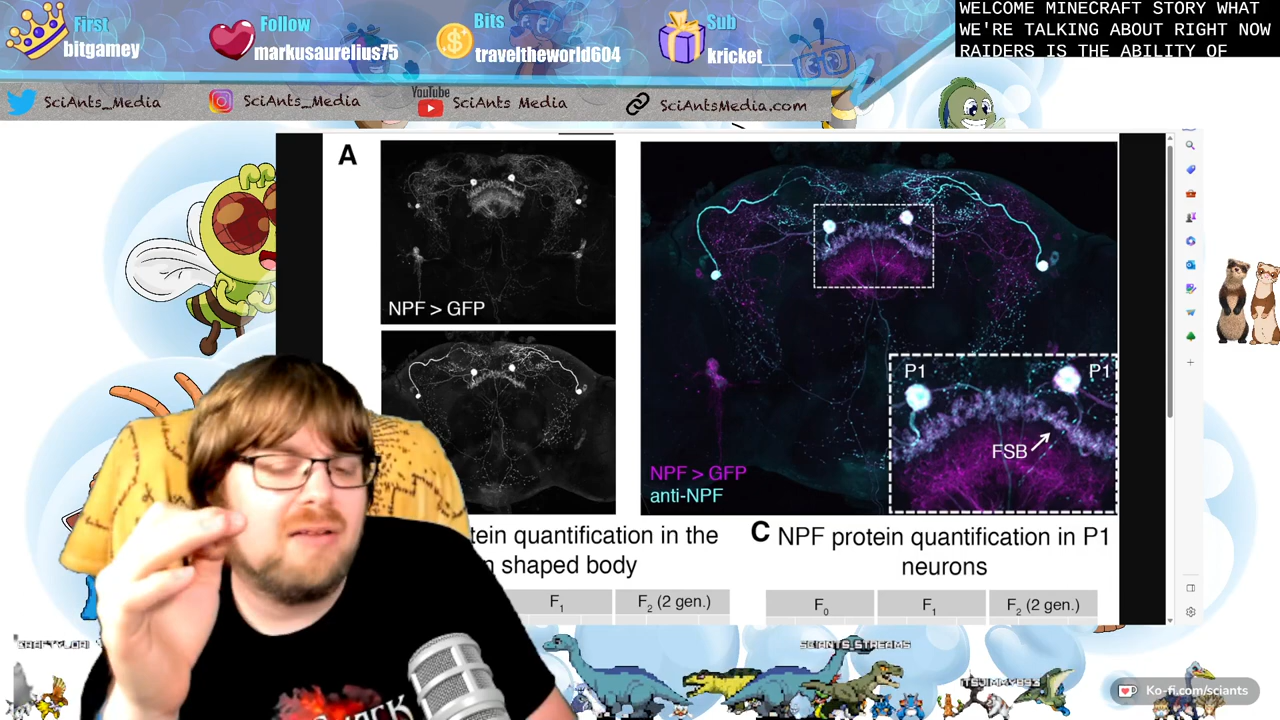 First
bitgamey
Follow
markusaurelius75
Bits
traveltheworld604
Sub
kricket____
WELCOME MINECRAFT STORY WHAT
WE'RE TALKING ABOUT RIGHT NOW
RAIDERS IS THE ABILITY OF
SciAnts_Media
SciAnts_Media
YouTube
SciAnts Media
SciAntsMedia.com
A
NPF > GFP
NPF > GFP
anti-NPF
P1
P1
FSB
tein quantification in the
shaped body
F1
F2 (2 gen.)
C NPF protein quantification in P1
neurons
F0
F1
F2 (2 gen.)
SCIANTS_STREAMS
ITSJIMMY893
Ko-fi.com/sciants